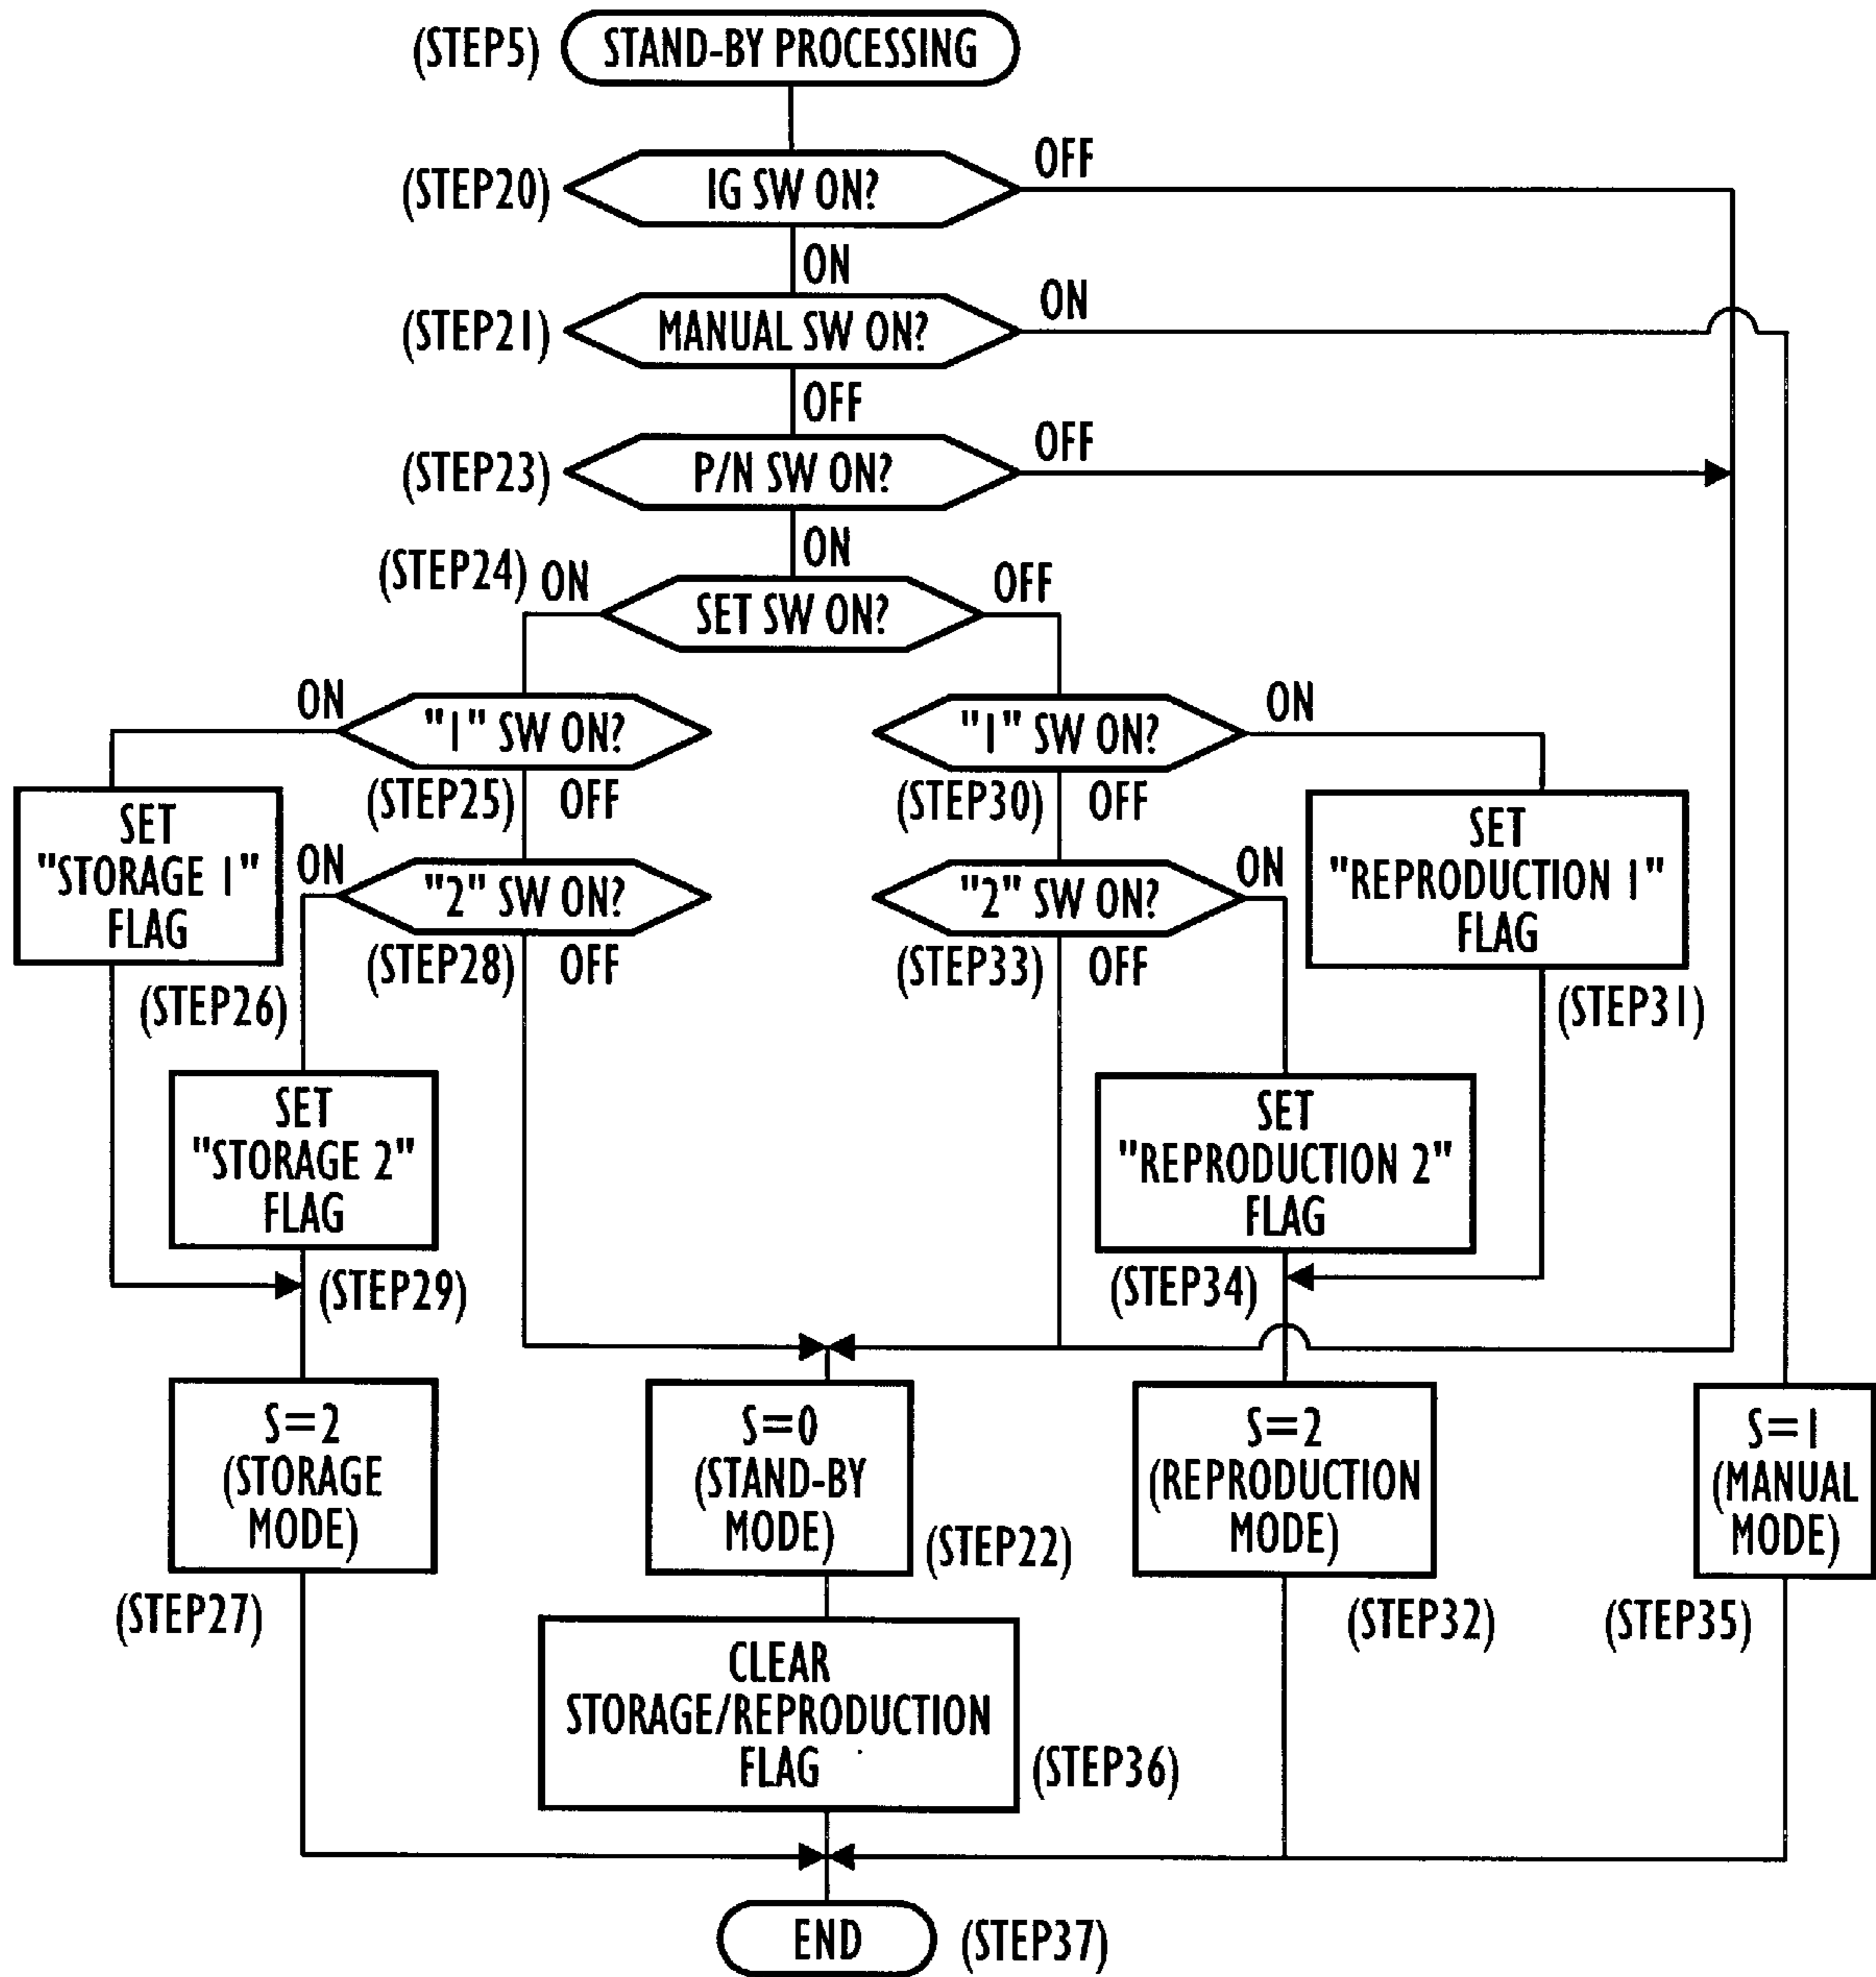 (STEP5)
STAND-BY PROCESSING
OFF
(STEP20)
IG SW ON?
ON
ON
(STEP21)
MANUAL SW ON?
OFF
OFF
(STEP23)
P/N SW ON?
ON
(STEP24)
ON
OFF
SET SW ON?
ON
"1" SW ON?
"1" SW ON?
ON
(STEP25)
OFF
(STEP30)
OFF
SET
"STORAGE 1"
FLAG
SET
"REPRODUCTION 1"
FLAG
ON
"2" SW ON?
"2" SW ON?
ON
(STEP28)
OFF
(STEP33)
OFF
(STEP26)
(STEP31)
SET
"STORAGE 2"
FLAG
SET
"REPRODUCTION 2"
FLAG
(STEP29)
(STEP34)
S=2
(STORAGE
MODE)
S=0
(STAND-BY
MODE)
S=2
(REPRODUCTION
MODE)
S=1
(MANUAL
MODE)
(STEP22)
(STEP27)
(STEP32)
(STEP35)
CLEAR
STORAGE/REPRODUCTION
FLAG
(STEP36)
END
(STEP37)